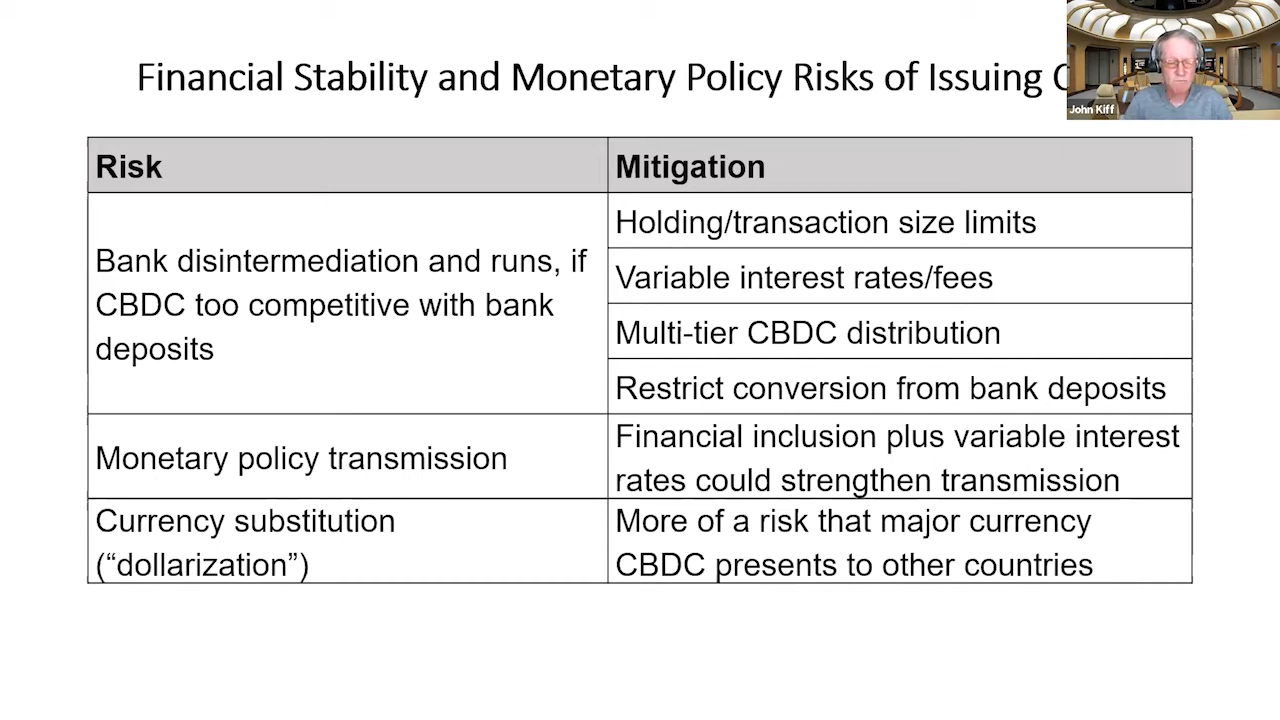 Financial Stability and Monetary Policy Risks of Issuing
John Kiff
Risk
Mitigation
Bank disintermediation and runs, if
CBDC too competitive with bank
deposits
Holding/transaction size limits
Variable interest rates/fees
Multi-tier CBDC distribution
Restrict conversion from bank deposits
Monetary policy transmission
Financial inclusion plus variable interest
rates could strengthen transmission
Currency substitution
(“dollarization”)
More of a risk that major currency
CBDC presents to other countries